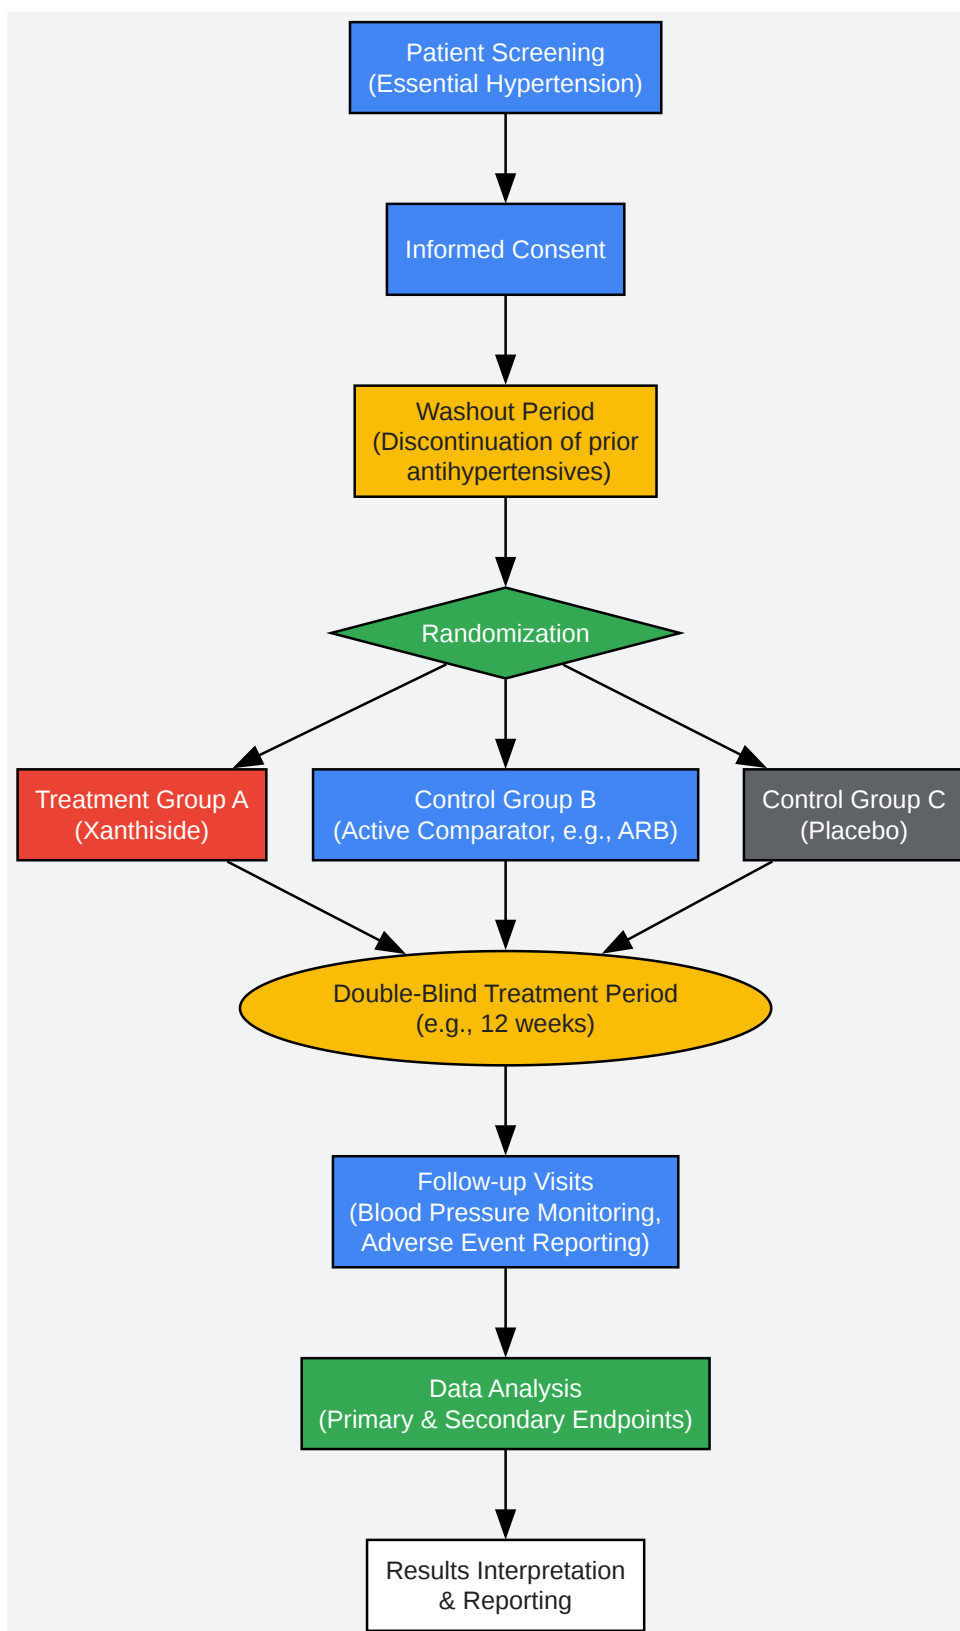 Patient Screening
(Essential Hypertension)
Informed Consent
Washout Period
(Discontinuation of prior
antihypertensives)
Randomization
Treatment Group A
(Xanthiside)
Control Group B
(Active Comparator, e.g., ARB)
Control Group C
(Placebo)
Double-Blind Treatment Period
(e.g., 12 weeks)
Follow-up Visits
(Blood Pressure Monitoring,
Adverse Event Reporting)
Data Analysis
(Primary & Secondary Endpoints)
Results Interpretation
& Reporting